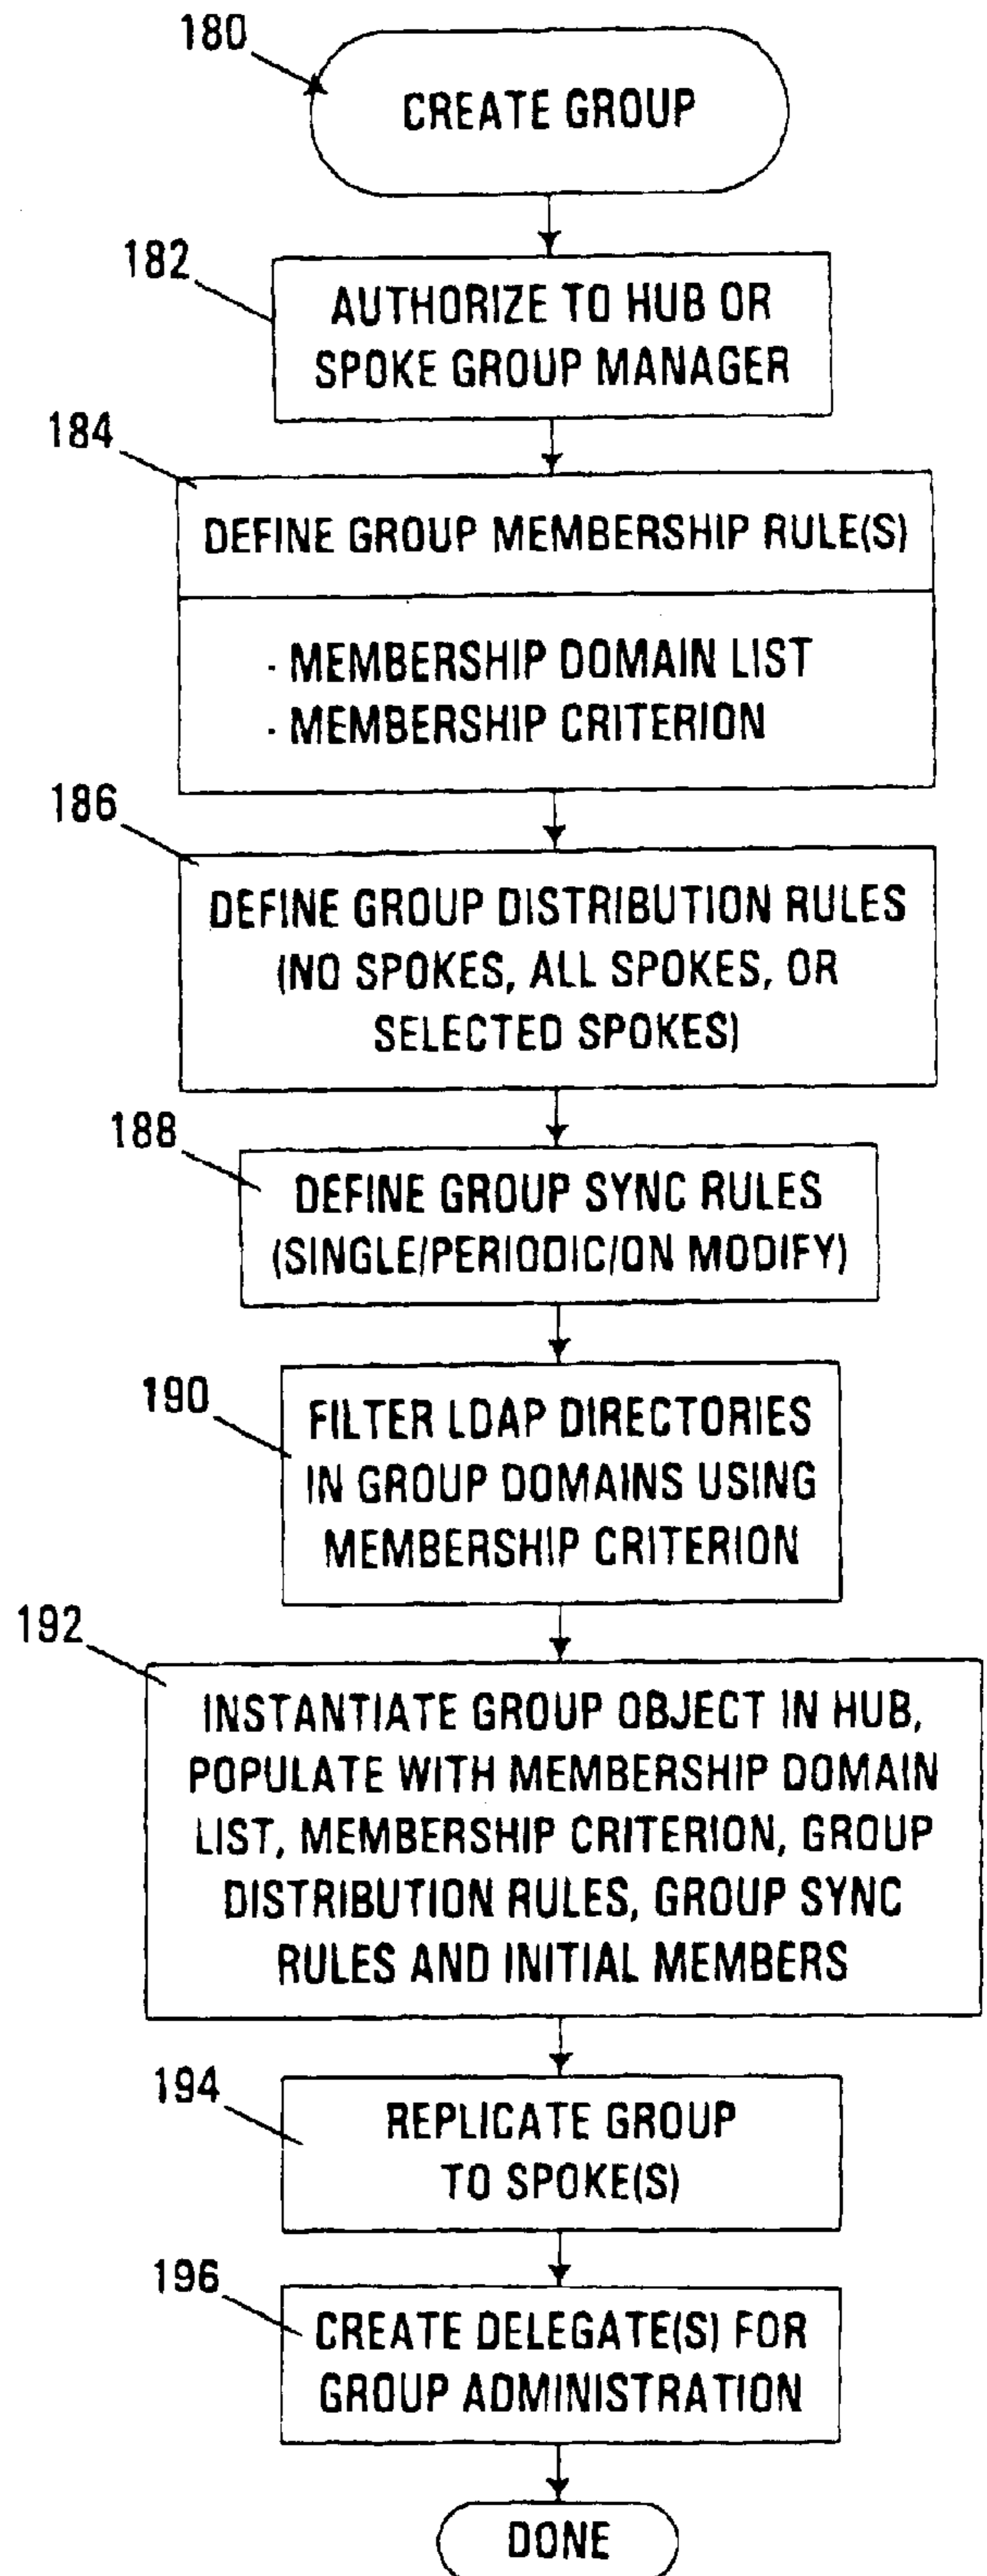 180
CREATE GROUP
182
AUTHORIZE TO HUB OR
SPOKE GROUP MANAGER
184
DEFINE GROUP MEMBERSHIP RULE(S)
- MEMBERSHIP DOMAIN LIST
- MEMBERSHIP CRITERION
186
DEFINE GROUP DISTRIBUTION RULES
(NO SPOKES, ALL SPOKES, OR
SELECTED SPOKES)
188
DEFINE GROUP SYNC RULES
(SINGLE/PERIODIC/ON MODIFY)
190
FILTER LDAP DIRECTORIES
IN GROUP DOMAINS USING
MEMBERSHIP CRITERION
192
INSTANTIATE GROUP OBJECT IN HUB,
POPULATE WITH MEMBERSHIP DOMAIN
LIST, MEMBERSHIP CRITERION, GROUP
DISTRIBUTION RULES, GROUP SYNC
RULES AND INITIAL MEMBERS
194
REPLICATE GROUP
TO SPOKE(S)
196
CREATE DELEGATE(S) FOR
GROUP ADMINISTRATION
DONE